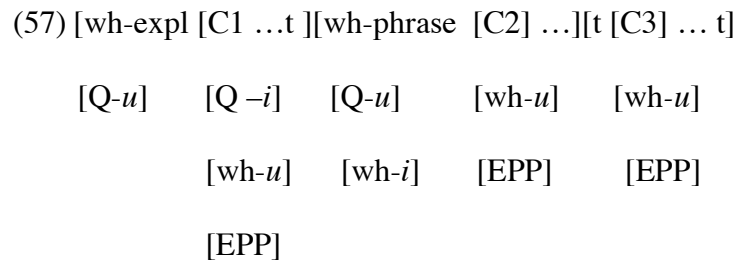 (57) [wh-expl [C1 …t ][wh-phrase [C2] …][t [C3] … t]
[Q-u] [Q –i] [Q-u] [wh-u] [wh-u]
[wh-u] [wh-i] [EPP] [EPP]
[EPP]